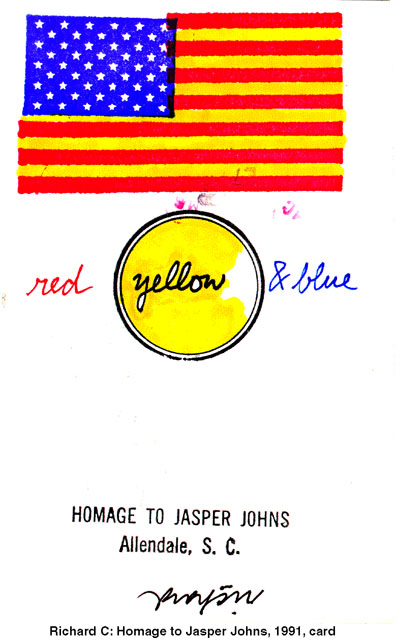 red yellow & blue
HOMAGE TO JASPER JOHNS
Allendale, S. C.
Richard C: Homage to Jasper Johns, 1991, card